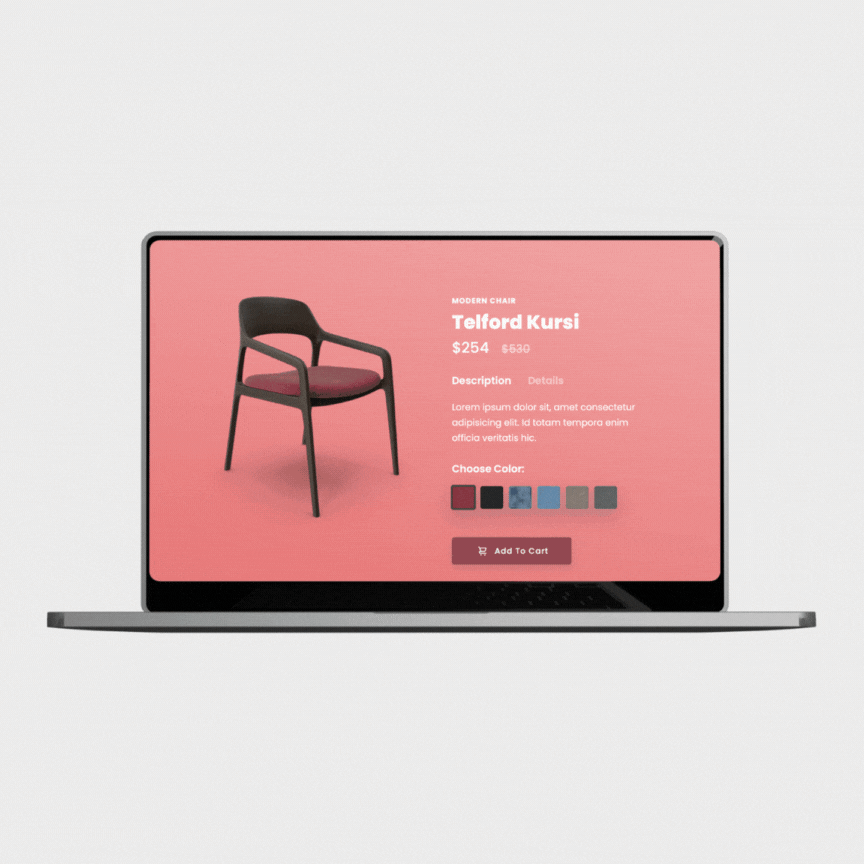 MODERN CHAIR
Telford Kursi
$254 $530
Description Details
Lorem ipsum dolor sit, amet consectetur
adipisicing elit. Id totam tempora enim
officia veritatis hic.
Choose Color:
Add To Cart